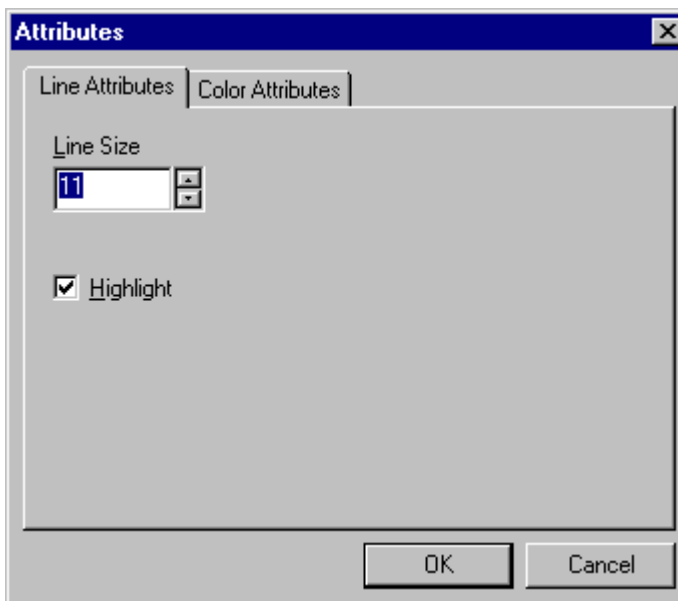 Attributes
Line Attributes
Color Attributes
Line Size
11
Highlight
OK
Cancel